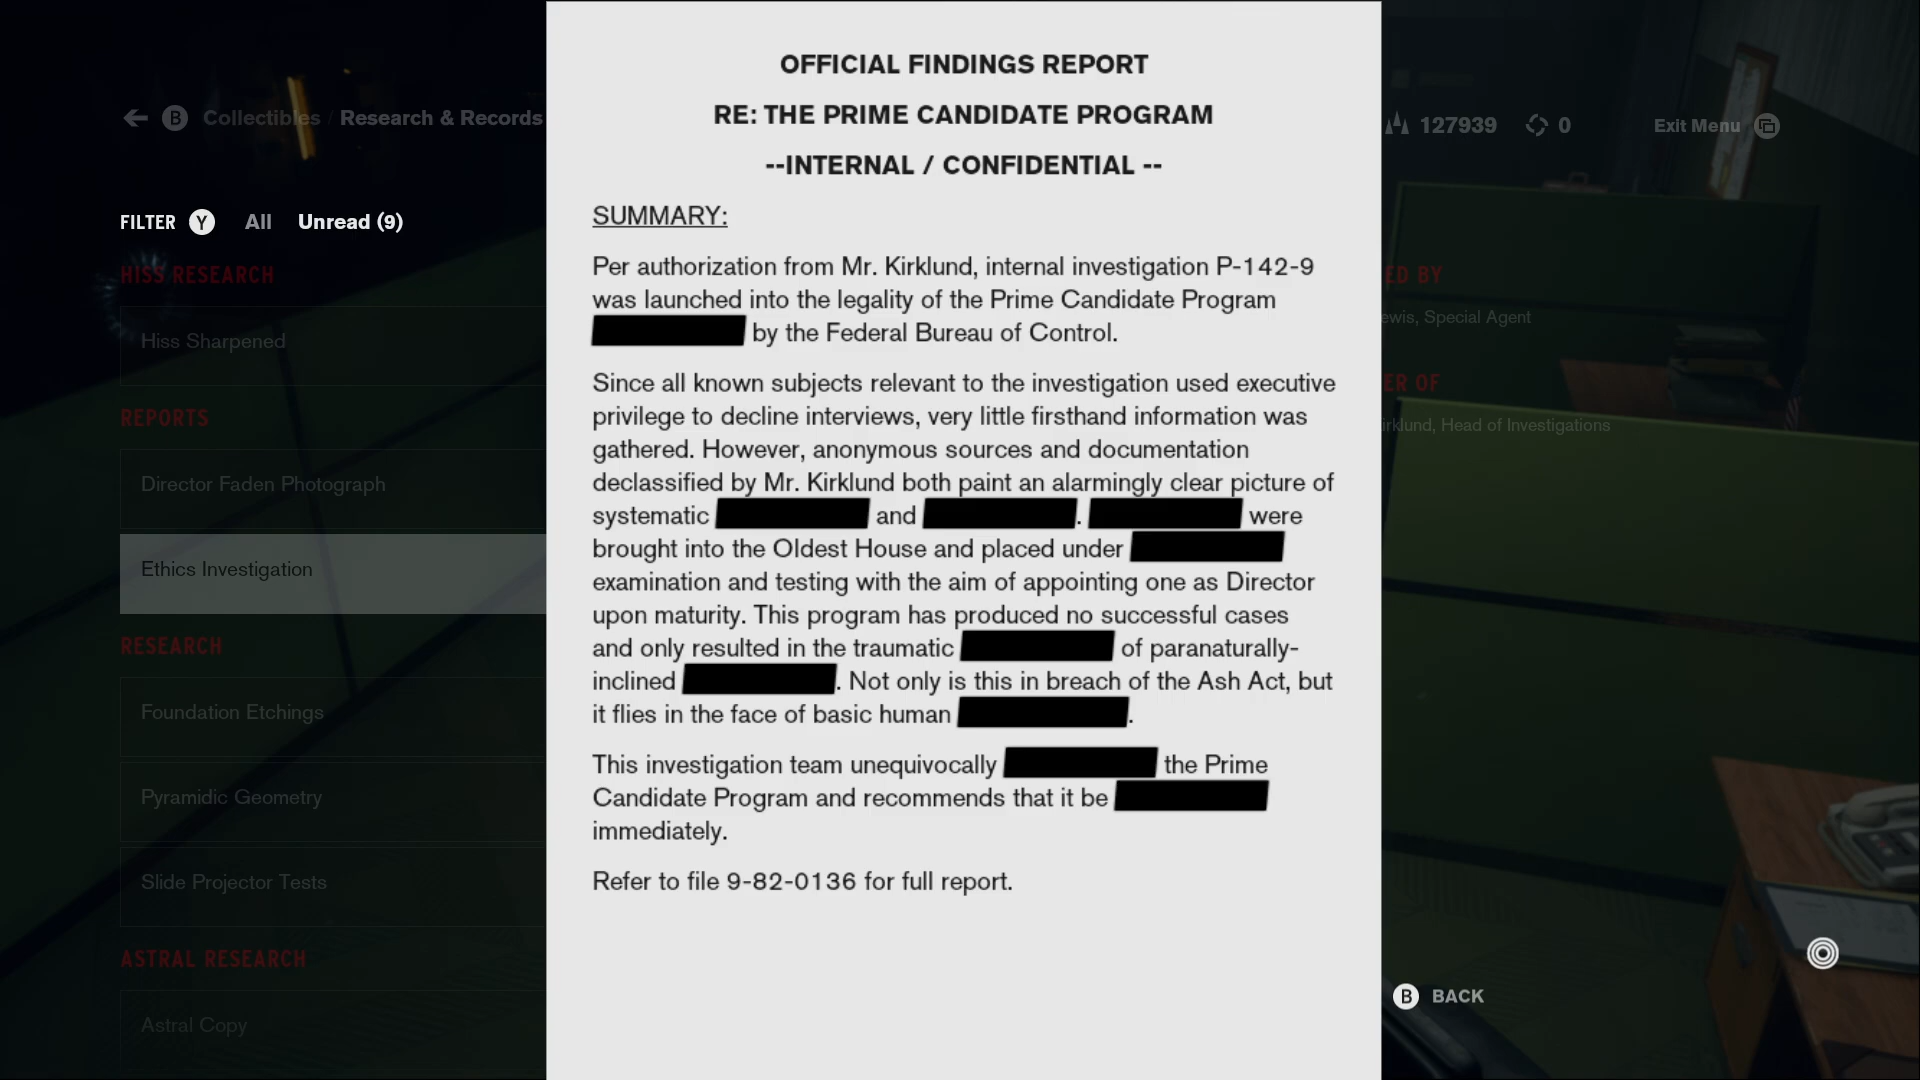 OFFICIAL FINDINGS REPORT
RE: THE PRIME CANDIDATE PROGRAM
--INTERNAL / CONFIDENTIAL --
SUMMARY:
Per authorization from Mr. Kirklund, internal investigation P-142-9
was launched into the legality of the Prime Candidate Program
by the Federal Bureau of Control.
Since all known subjects relevant to the investigation used executive
privilege to decline interviews, very little firsthand information was
gathered. However, anonymous sources and documentation
declassified by Mr. Kirklund both paint an alarmingly clear picture of
systematic and . were
brought into the Oldest House and placed under
examination and testing with the aim of appointing one as Director
upon maturity. This program has produced no successful cases
and only resulted in the traumatic of paranaturally-
inclined . Not only is this in breach of the Ash Act, but
it flies in the face of basic human .
This investigation team unequivocally the Prime
Candidate Program and recommends that it be
immediately.
Refer to file 9-82-0136 for full report.
B Collectibles / Research & Records
127939 0 Exit Menu
FILTER Y All Unread (9)
HISS RESEARCH
Hiss Sharpened
REPORTS
Director Faden Photograph
Ethics Investigation
RESEARCH
Foundation Etchings
Pyramidic Geometry
Slide Projector Tests
ASTRAL RESEARCH
Astral Copy
ED BY
ewis, Special Agent
ER OF
irklund, Head of Investigations
B BACK